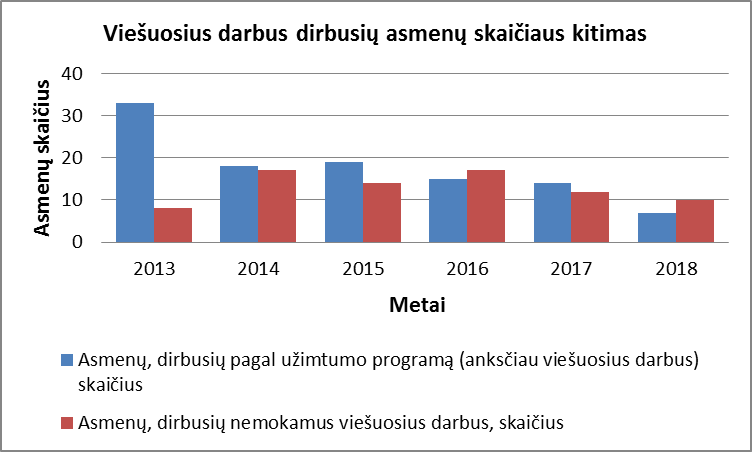 Viešuosius darbus dirbusių asmenų skaičiaus kitimas
Asmenų skaičius
40
30
20
10
0
2013 2014 2015 2016 2017 2018
Metai
Asmenų, dirbusių pagal užimtumo programą (anksčiau viešuosius darbus)
skaičius
Asmenų, dirbusių nemokamus viešuosius darbus, skaičius